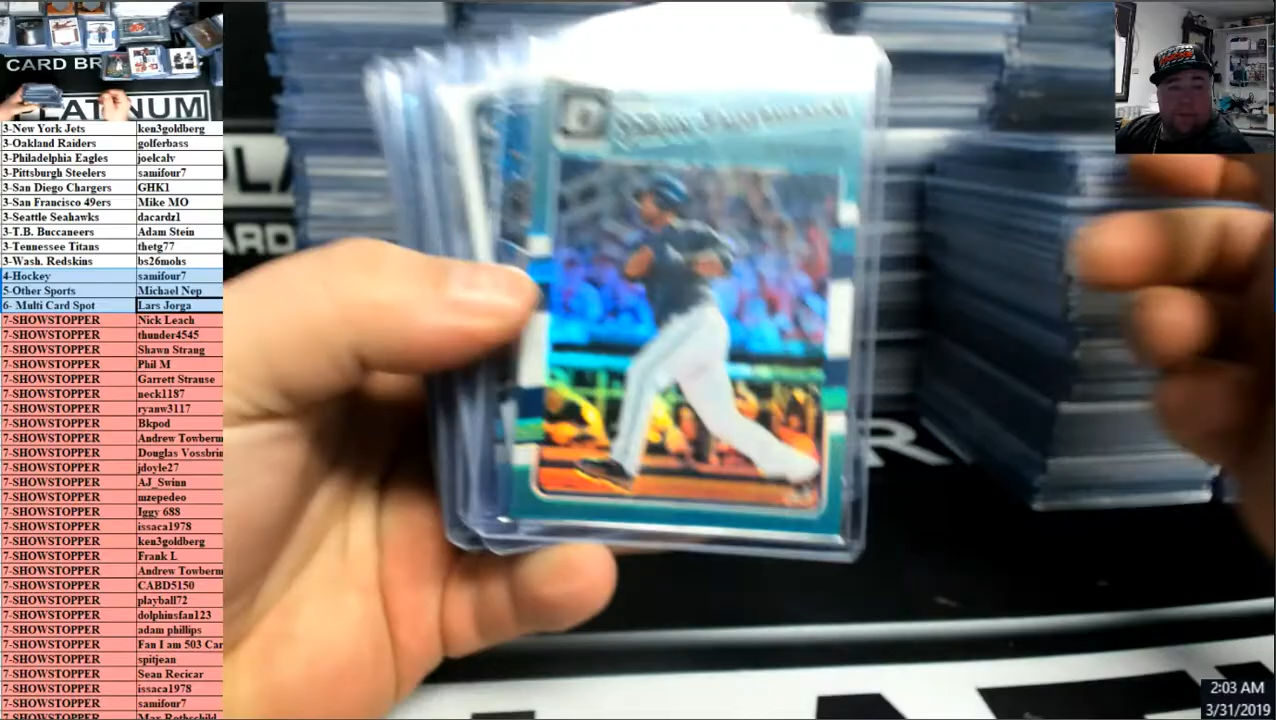 CARD BR
PLATINUM
3-New York Jets ken3goldberg
3-Oakland Raiders golferbass
3-Philadelphia Eagles joelcalv
3-Pittsburgh Steelers samifour7
3-San Diego Chargers GHK1
3-San Francisco 49ers Mike MO
3-Seattle Seahawks dacardz1
3-T.B. Buccaneers Adam Stein
3-Tennessee Titans thetg77
3-Wash. Redskins bs26mohs
4-Hockey samifour7
5-Other Sports Michael Nep
6- Multi Card Spot Lars Jorga
7-SHOWSTOPPER Nick Leach
7-SHOWSTOPPER thunder4545
7-SHOWSTOPPER Shawn Strang
7-SHOWSTOPPER Phil M
7-SHOWSTOPPER Garrett Strause
7-SHOWSTOPPER neck1187
7-SHOWSTOPPER ryanw3117
7-SHOWSTOPPER Bkpod
7-SHOWSTOPPER Andrew Towberm
7-SHOWSTOPPER Douglas Vossbrin
7-SHOWSTOPPER jdoyle27
7-SHOWSTOPPER AJ_Swinn
7-SHOWSTOPPER mzepedeo
7-SHOWSTOPPER Iggy 688
7-SHOWSTOPPER issaca1978
7-SHOWSTOPPER ken3goldberg
7-SHOWSTOPPER Frank L
7-SHOWSTOPPER Andrew Towberm
7-SHOWSTOPPER CABD5150
7-SHOWSTOPPER playball72
7-SHOWSTOPPER dolphinsfan123
7-SHOWSTOPPER adam phillips
7-SHOWSTOPPER Fan I am 503 Car
7-SHOWSTOPPER spitjean
7-SHOWSTOPPER Sean Recicar
7-SHOWSTOPPER issaca1978
7-SHOWSTOPPER samifour7
7-SHOWSTOPPER Max Rothschild
ARD
R
2:03 AM
3/31/2019